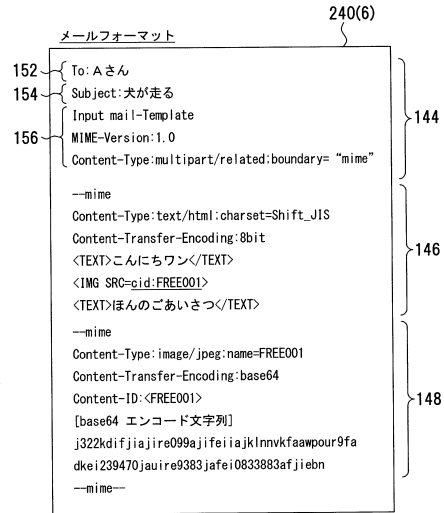 240(6)
メールフォーマット
152 To:Aさん
154 Subject:犬が走る
144
Input mail-Template
156 MIME-Version:1.0
Content-Type:multipart/related:boundary= “mime”
--mime
Content-Type:text/html:charset=Shift_JIS
146
Content-Transfer-Encoding:8bit
<TEXT>こんにちワン</TEXT>
<IMG SRC=cid:FREE001>
<TEXT>ほんのごあいさつ</TEXT>
--mime
Content-Type:image/jpeg:name=FREE001
Content-Transfer-Encoding:base64
148
Content-ID:<FREE001>
[base64 エンコード文字列]
j322kdifjiajire099ajifeiiajklnnvkfaawpour9fa
dkei239470jauire9383jafei0833883afjiebn
--mime--